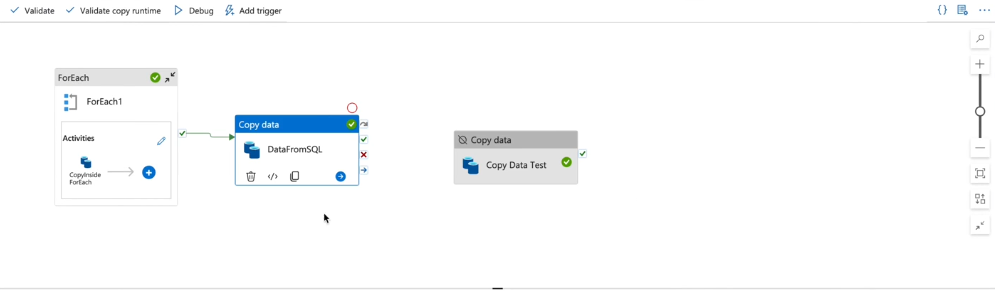 Validate
Validate copy runtime
Debug
Add trigger
ForEach
ForEach1
Activities
CopyInside
ForEach
Copy data
DataFromSQL
Copy data
Copy Data Test